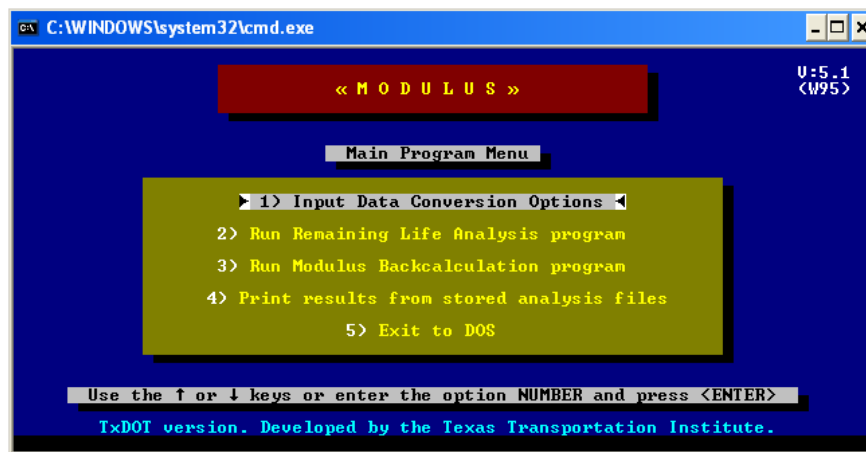 C:\WINDOWS\system32\cmd.exe
« M O D U L U S »
V:5.1
(W95)
Main Program Menu
1) Input Data Conversion Options
2) Run Remaining Life Analysis program
3) Run Modulus Backcalculation program
4) Print results from stored analysis files
5) Exit to DOS
Use the ↑ or ↓ keys or enter the option NUMBER and press <ENTER>
TxDOT version. Developed by the Texas Transportation Institute.